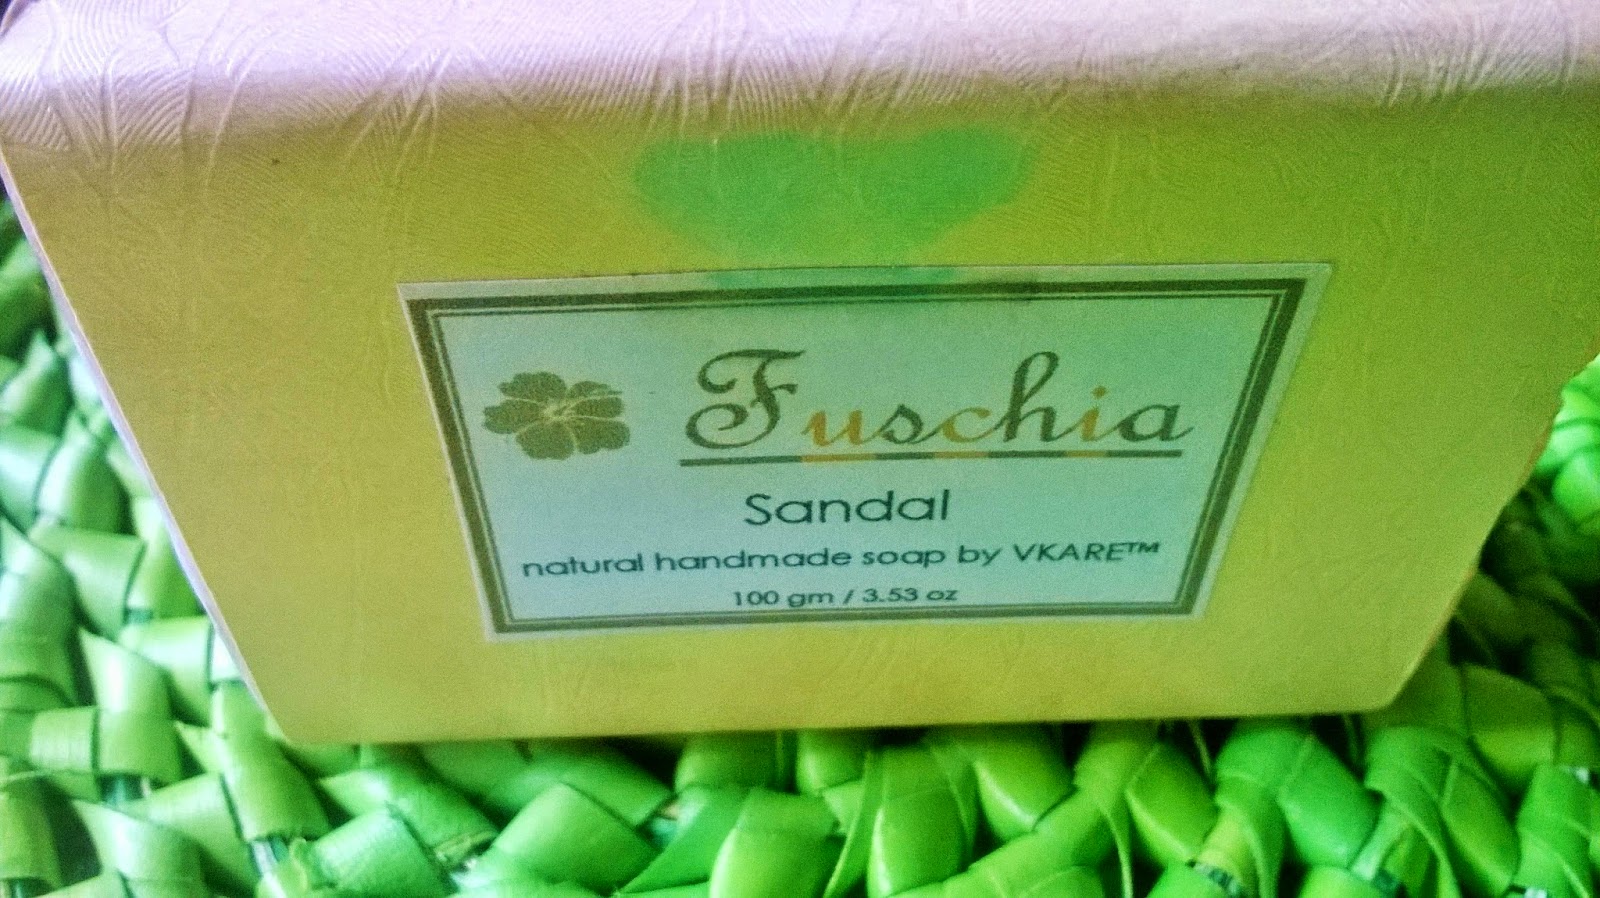 Fuschia
Sandal
natural handmade soap by VKARE™
100 gm / 3.53 oz